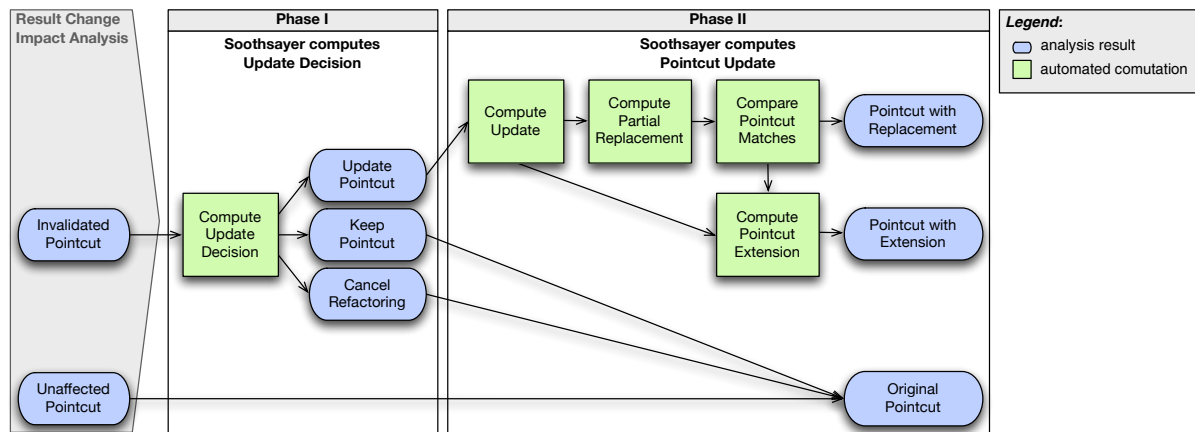 Result Change
Impact Analysis
Phase I
Soothsayer computes
Update Decision
Phase II
Soothsayer computes
Pointcut Update
Legend:
analysis result
automated comutation
Compute
Update
Compute
Partial
Replacement
Compare
Pointcut
Matches
Pointcut with
Replacement
Update
Pointcut
Invalidated
Pointcut
Compute
Update
Decision
Keep
Pointcut
Compute
Pointcut
Extension
Pointcut with
Extension
Cancel
Refactoring
Unaffected
Pointcut
Original
Pointcut